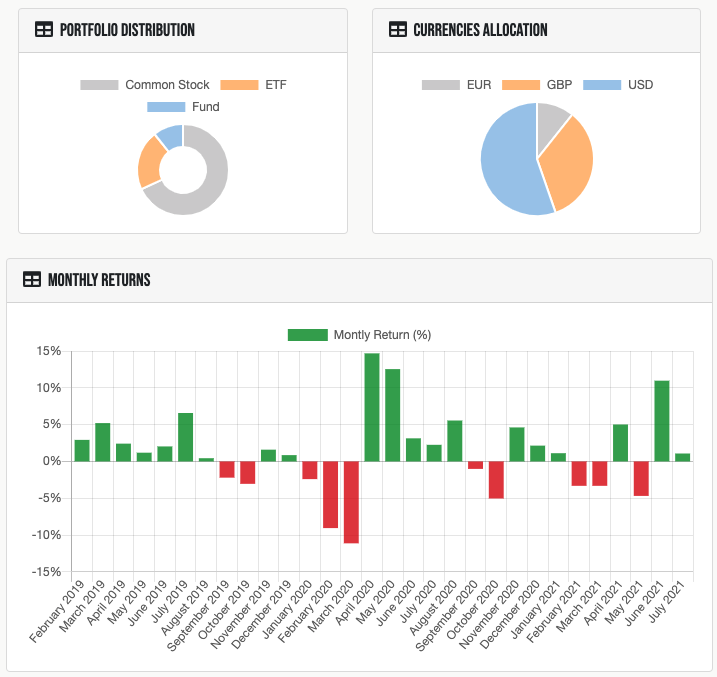 PORTFOLIO DISTRIBUTION
Common Stock ETF
Fund
CURRENCIES ALLOCATION
EUR GBP USD
MONTHLY RETURNS
Montly Return (%)
15%
10%
5%
0%
-5%
-10%
-15%
February 2019
March 2019
April 2019
May 2019
June 2019
July 2019
August 2019
September 2019
October 2019
November 2019
December 2019
January 2020
February 2020
March 2020
April 2020
May 2020
June 2020
July 2020
August 2020
September 2020
October 2020
November 2020
December 2020
January 2021
February 2021
March 2021
April 2021
May 2021
June 2021
July 2021